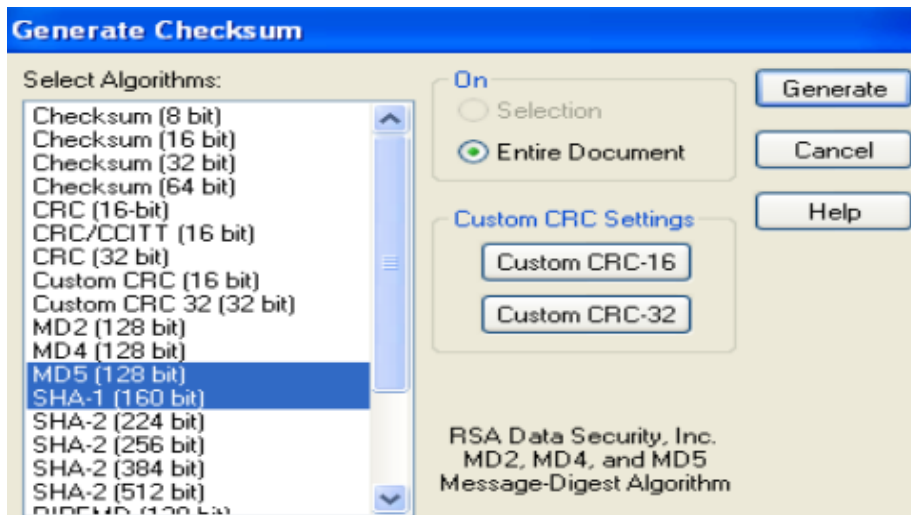 Generate Checksum
Select Algorithms:
Checksum (8 bit)
Checksum (16 bit)
Checksum (32 bit)
Checksum (64 bit)
CRC (16-bit)
CRC/CCITT (16 bit)
CRC (32 bit)
Custom CRC (16 bit)
Custom CRC 32 (32 bit)
MD2 (128 bit)
MD4 (128 bit)
MD5 (128 bit)
SHA-1 (160 bit)
SHA-2 (224 bit)
SHA-2 (256 bit)
SHA-2 (384 bit)
SHA-2 (512 bit)
On
Selection
Entire Document
Custom CRC Settings
Custom CRC-16
Custom CRC-32
RSA Data Security, Inc.
MD2, MD4, and MD5
Message-Digest Algorithm
Generate
Cancel
Help